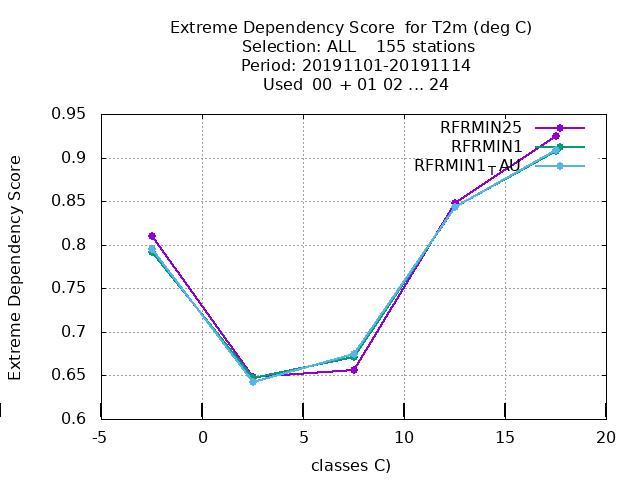 Extreme Dependency Score  for T2m (deg C)
Selection: ALL    155 stations
Period: 20191101-20191114
Used  00  + 01 02 ... 24
RFRMIN25
RFRMIN1
RFRMIN1TAU
Extreme Dependency Score
0.95
0.9
0.85
0.8
0.75
0.7
0.65
0.6
-5
0
5
10
15
20
classes C)